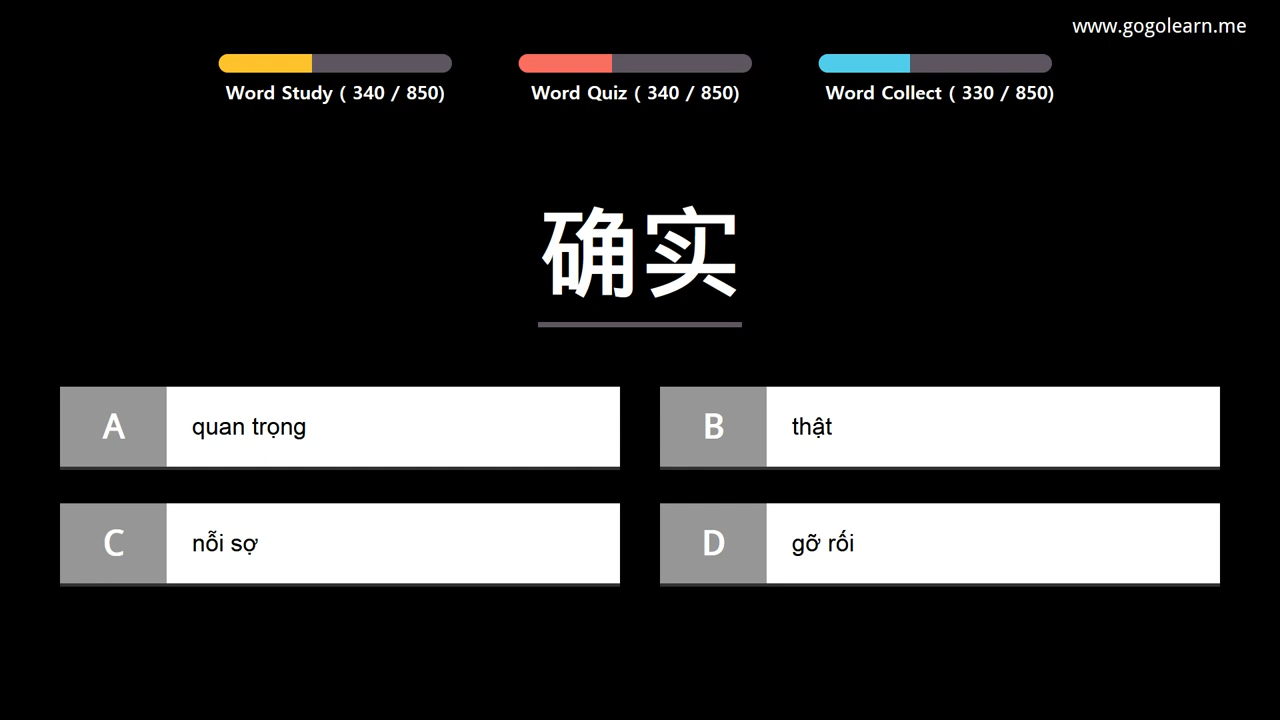 www.gogolearn.me
Word Study ( 340 / 850)
Word Quiz ( 340 / 850)
Word Collect ( 330 / 850)
确实
A quan trọng
B thật
C nỗi sợ
D gỡ rối